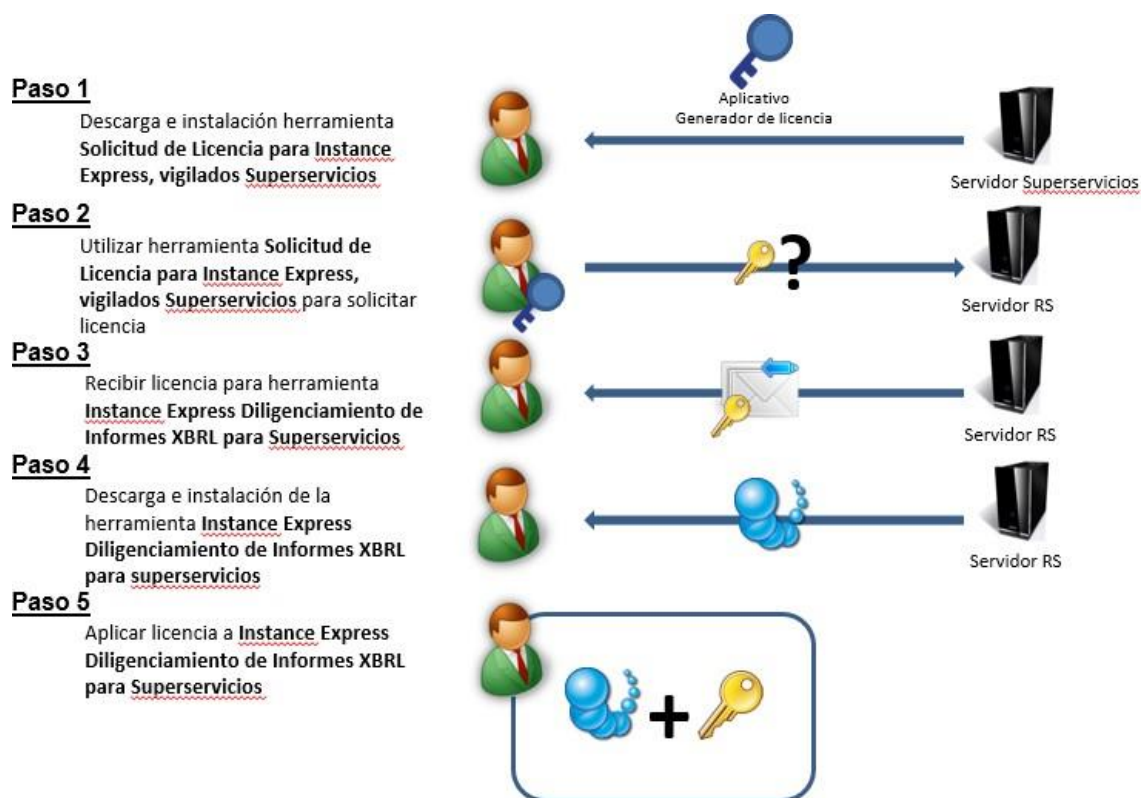 Paso 1
Descarga e instalación herramienta
Solicitud de Licencia para Instance
Express, vigilados Superservicios
Aplicativo
Generador de licencia
Servidor Superservicios
Paso 2
Utilizar herramienta Solicitud de
Licencia para Instance Express,
vigilados Superservicios para solicitar
licencia
?
Servidor RS
Paso 3
Recibir licencia para herramienta
Instance Express Diligenciamiento de
Informes XBRL para Superservicios
Servidor RS
Paso 4
Descarga e instalación de la
herramienta Instance Express
Diligenciamiento de Informes XBRL
para superservicios
Servidor RS
Paso 5
Aplicar licencia a Instance Express
Diligenciamiento de Informes XBRL
para Superservicios
+